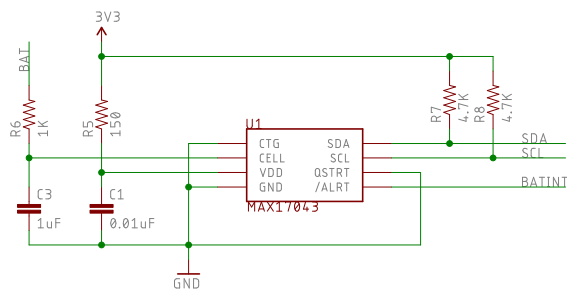 3V3
BAT
R6
1K
R5
150
U1
R7
4.7K
R8
4.7K
CTG
SDA
SDA
CELL
SCL
SCL
VDD
QSTRT
GND
/ALRT
BATINT
MAX17043
C3
1uF
C1
0.01uF
GND